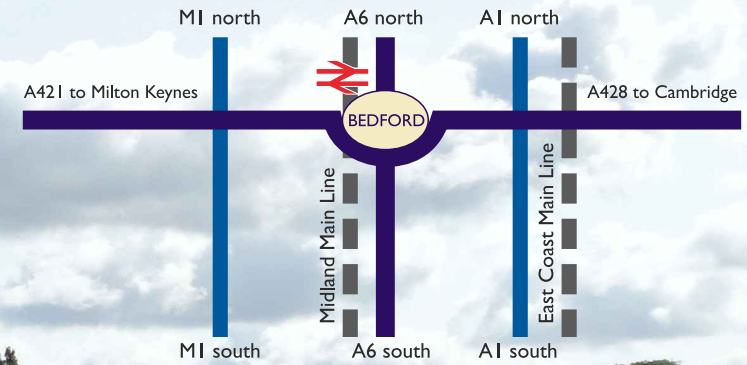 M1 north
A6 north
A1 north
A421 to Milton Keynes
A428 to Cambridge
BEDFORD
Midland Main Line
East Coast Main Line
M1 south
A6 south
A1 south